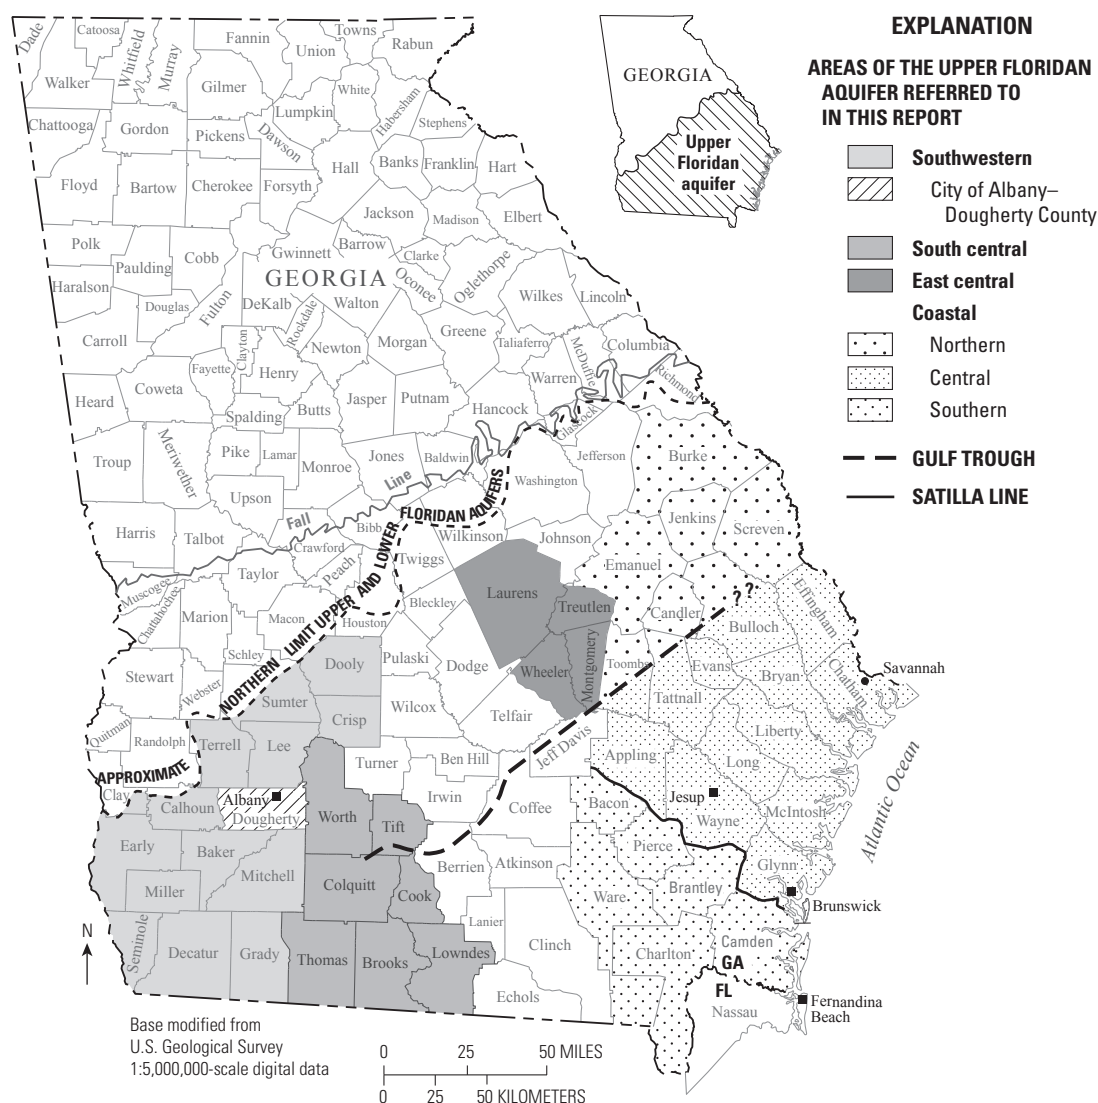 EXPLANATION
AREAS OF THE UPPER FLORIDAN
AQUIFER REFERRED TO
IN THIS REPORT
Southwestern
City of Albany–
Dougherty County
South central
East central
Coastal
Northern
Central
Southern
GULF TROUGH
SATILLA LINE
GEORGIA
Upper
Floridan
aquifer
Dade
Catoosa
Whitfield
Murray
Fannin
Union
Towns
Rabun
Walker
Gilmer
White
Lumpkin
Habersham
Stephens
Chattooga
Gordon
Pickens
Dawson
Hall
Banks
Franklin
Hart
Floyd
Bartow
Cherokee
Forsyth
Jackson
Madison
Elbert
Polk
Paulding
Cobb
Gwinnett
Barrow
Clarke
Oconee
Oglethorpe
GEORGIA
Haralson
Douglas
Fulton
DeKalb
Rockdale
Walton
Wilkes
Lincoln
Carroll
Clayton
Newton
Morgan
Greene
Taliaferro
McDuffie
Columbia
Fayette
Henry
Warren
Richmond
Heard
Coweta
Spalding
Butts
Jasper
Putnam
Hancock
Glascock
Troup
Meriwether
Pike
Lamar
Monroe
Jones
Baldwin
Washington
Jefferson
Burke
Upson
Line
Fall
Harris
Talbot
Crawford
Bibb
Wilkinson
Johnson
Jenkins
Screven
Twiggs
Emanuel
Muscogee
Chattahochee
Taylor
Peach
Marion
Macon
Houston
Bleckley
Laurens
Treutlen
Candler
Bulloch
Effingham
? ?
NORTHERN LIMIT UPPER AND LOWER FLORIDAN AQUIFERS
APPROXIMATE
Schley
Stewart
Webster
Dooly
Pulaski
Dodge
Wheeler
Montgomery
Toombs
Evans
Bryan
Chatham
Savannah
Sumter
Tattnall
Quitman
Randolph
Terrell
Lee
Crisp
Wilcox
Telfair
Jeff Davis
Appling
Liberty
Long
Turner
Ben Hill
Clay
Calhoun
Albany
Dougherty
Worth
Tift
Irwin
Coffee
Bacon
Jesup
Wayne
McIntosh
Atlantic Ocean
Early
Baker
Mitchell
Miller
Colquitt
Cook
Berrien
Atkinson
Pierce
Ware
Brantley
Glynn
Brunswick
N
Seminole
Decatur
Grady
Thomas
Brooks
Lowndes
Lanier
Clinch
Echols
Charlton
Camden
GA
FL
Nassau
Fernandina
Beach
Base modified from
U.S. Geological Survey
1:5,000,000-scale digital data
0 25 50 MILES
0 25 50 KILOMETERS